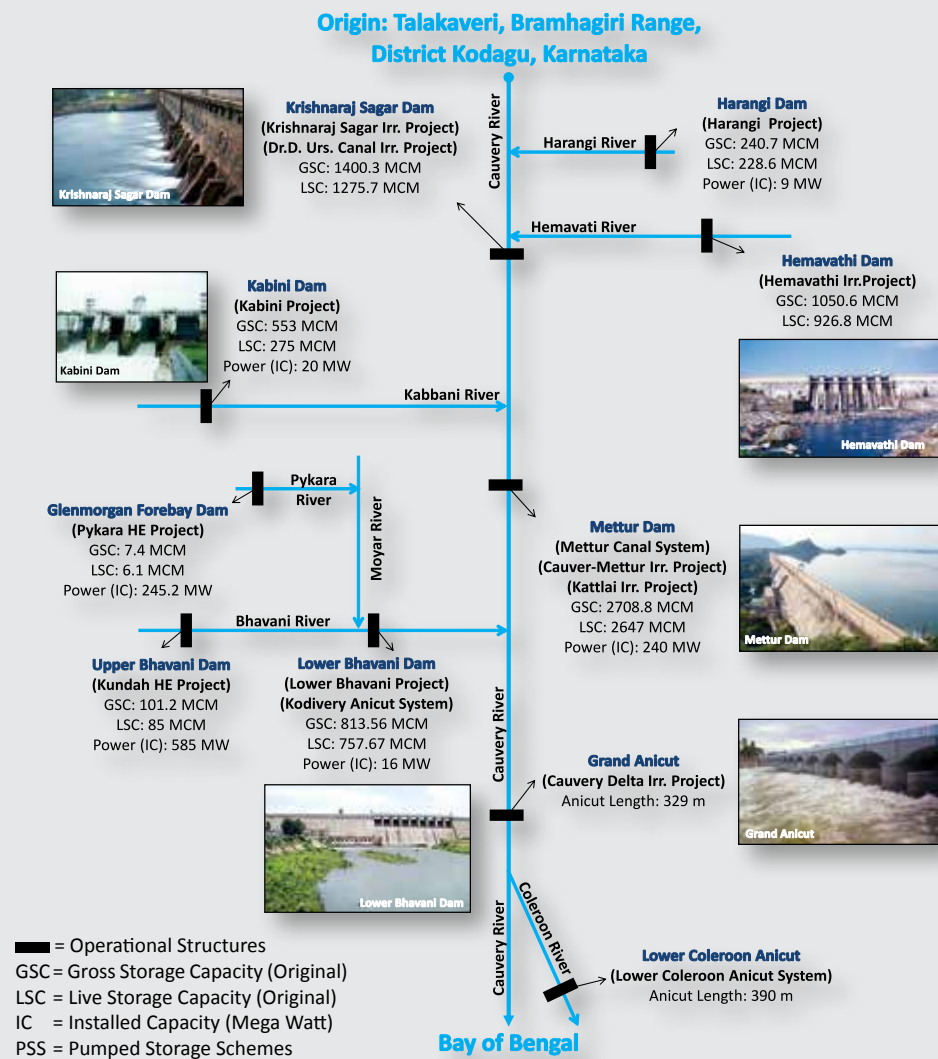 Origin: Talakaveri, Bramhagiri Range,
District Kodagu, Karnataka
Krishnaraj Sagar Dam
Krishnaraj Sagar Dam
(Krishnaraj Sagar Irr. Project)
(Dr.D. Urs. Canal Irr. Project)
GSC: 1400.3 MCM
LSC: 1275.7 MCM
Cauvery River
Harangi River
Harangi Dam
(Harangi Project)
GSC: 240.7 MCM
LSC: 228.6 MCM
Power (IC): 9 MW
Hemavati River
Hemavathi Dam
(Hemavathi Irr.Project)
GSC: 1050.6 MCM
LSC: 926.8 MCM
Hemavathi Dam
Kabini Dam
Kabini Dam
(Kabini Project)
GSC: 553 MCM
LSC: 275 MCM
Power (IC): 20 MW
Kabbani River
Pykara
River
Moyar River
Glenmorgan Forebay Dam
(Pykara HE Project)
GSC: 7.4 MCM
LSC: 6.1 MCM
Power (IC): 245.2 MW
Mettur Dam
(Mettur Canal System)
(Cauver-Mettur Irr. Project)
(Kattlai Irr. Project)
GSC: 2708.8 MCM
LSC: 2647 MCM
Power (IC): 240 MW
Mettur Dam
Bhavani River
Upper Bhavani Dam
(Kundah HE Project)
GSC: 101.2 MCM
LSC: 85 MCM
Power (IC): 585 MW
Lower Bhavani Dam
(Lower Bhavani Project)
(Kodivery Anicut System)
GSC: 813.56 MCM
LSC: 757.67 MCM
Power (IC): 16 MW
Lower Bhavani Dam
Cauvery River
Grand Anicut
(Cauvery Delta Irr. Project)
Anicut Length: 329 m
Grand Anicut
Cauvery River
Coleroon River
Lower Coleroon Anicut
(Lower Coleroon Anicut System)
Anicut Length: 390 m
Bay of Bengal
= Operational Structures
GSC = Gross Storage Capacity (Original)
LSC = Live Storage Capacity (Original)
IC = Installed Capacity (Mega Watt)
PSS = Pumped Storage Schemes